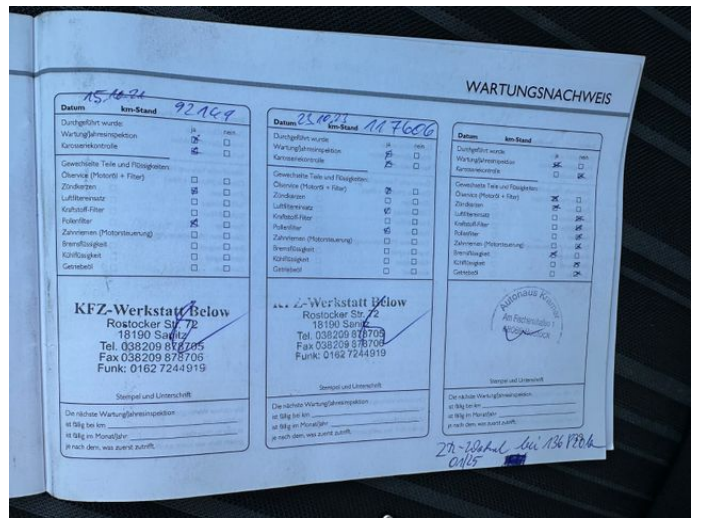 WARTUNGSNACHWEIS
15.10.21 92149
Datum km-Stand
Durchgeführt wurde: ja nein
Wartung/Jahresinspektion
Karosseriekontrolle
Gewechselte Teile und Flüssigkeiten:
Ölservice (Motoröl + Filter)
Zündkerzen
Luftfiltereinsatz
Kraftstoff-Filter
Pollenfilter
Zahnriemen (Motorsteuerung)
Bremsflüssigkeit
Kühlflüssigkeit
Getriebeöl
KFZ-Werkstatt Below
Rostocker Str. 72
18190 Sanitz
Tel. 038209 878705
Fax 038209 878706
Funk: 0162 7244919
Stempel und Unterschrift
Die nächste Wartung/Jahresinspektion
ist fällig bei km
ist fällig im Monat/Jahr
je nach dem, was zuerst zutrifft.
Datum 23.10.23 km-Stand 117606
Durchgeführt wurde: ja nein
Wartung/Jahresinspektion
Karosseriekontrolle
Gewechselte Teile und Flüssigkeiten:
Ölservice (Motoröl + Filter)
Zündkerzen
Luftfiltereinsatz
Kraftstoff-Filter
Pollenfilter
Zahnriemen (Motorsteuerung)
Bremsflüssigkeit
Kühlflüssigkeit
Getriebeöl
Z-Werkstatt Below
Rostocker Str. 72
18190 Sanitz
Tel. 038209 878705
Fax 038209 878706
Funk: 0162 7244919
Stempel und Unterschrift
Die nächste Wartung/Jahresinspektion
ist fällig bei km
ist fällig im Monat/Jahr
je nach dem, was zuerst zutrifft.
Datum km-Stand
Durchgeführt wurde: ja nein
Wartung/Jahresinspektion
Karosseriekontrolle
Gewechselte Teile und Flüssigkeiten:
Ölservice (Motoröl + Filter)
Zündkerzen
Luftfiltereinsatz
Kraftstoff-Filter
Pollenfilter
Zahnriemen (Motorsteuerung)
Bremsflüssigkeit
Kühlflüssigkeit
Getriebeöl
Autohaus
Stempel und Unterschrift
Die nächste Wartung/Jahresinspektion
ist fällig bei km
ist fällig im Monat/Jahr
je nach dem, was zuerst zutrifft.
bei
01/25